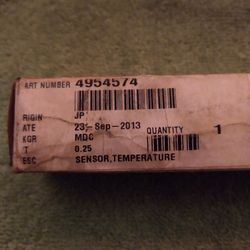 ART NUMBER 4954574
RIGIN JP
ATE 23-Sep-2013 QUANTITY 1
KGR MDC
T 0.25
ESC SENSOR,TEMPERATURE